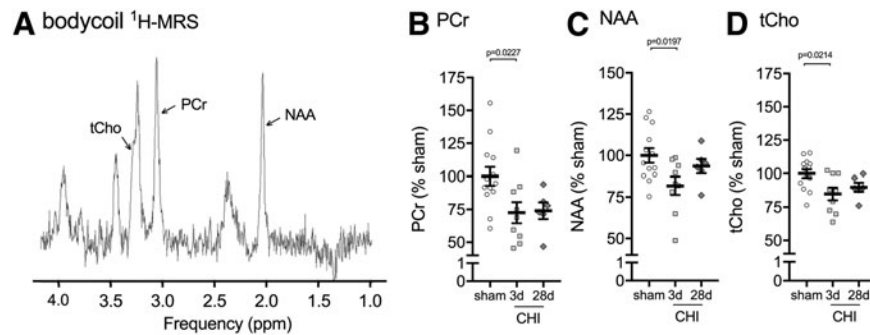 A bodycoil ¹H-MRS
tCho
PCr
NAA
4.0 3.5 3.0 2.5 2.0 1.5 1.0
Frequency (ppm)
B PCr
p=0.0227
PCr (% sham)
175
150
125
100
75
50
1
0
sham 3d 28d
CHI
C NAA
p=0.0197
NAA (% sham)
150
125
100
75
50
1
0
sham 3d 28d
CHI
D tCho
p=0.0214
tCho (% sham)
175
150
125
100
75
50
1
0
sham 3d 28d
CHI